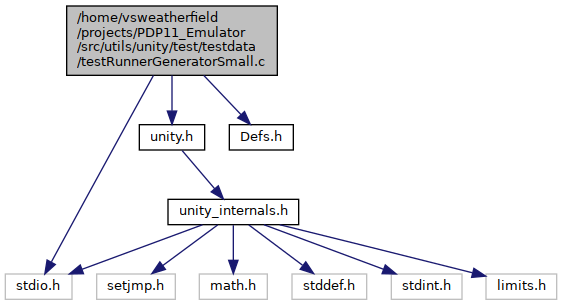 /home/vsweatherfield
/projects/PDP11_Emulator
/src/utils/unity/test/testdata
/testRunnerGeneratorSmall.c
unity.h
Defs.h
unity_internals.h
stdio.h
setjmp.h
math.h
stddef.h
stdint.h
limits.h